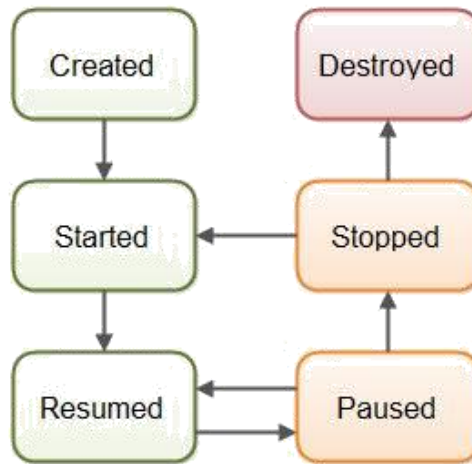 Created
Destroyed
Started
Stopped
Resumed
Paused